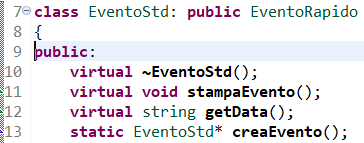 7 class EventoStd: public EventoRapido
8 {
9 public:
10 virtual ~EventoStd();
11 virtual void stampaEvento();
12 virtual string getData();
13 static EventoStd* creaEvento();